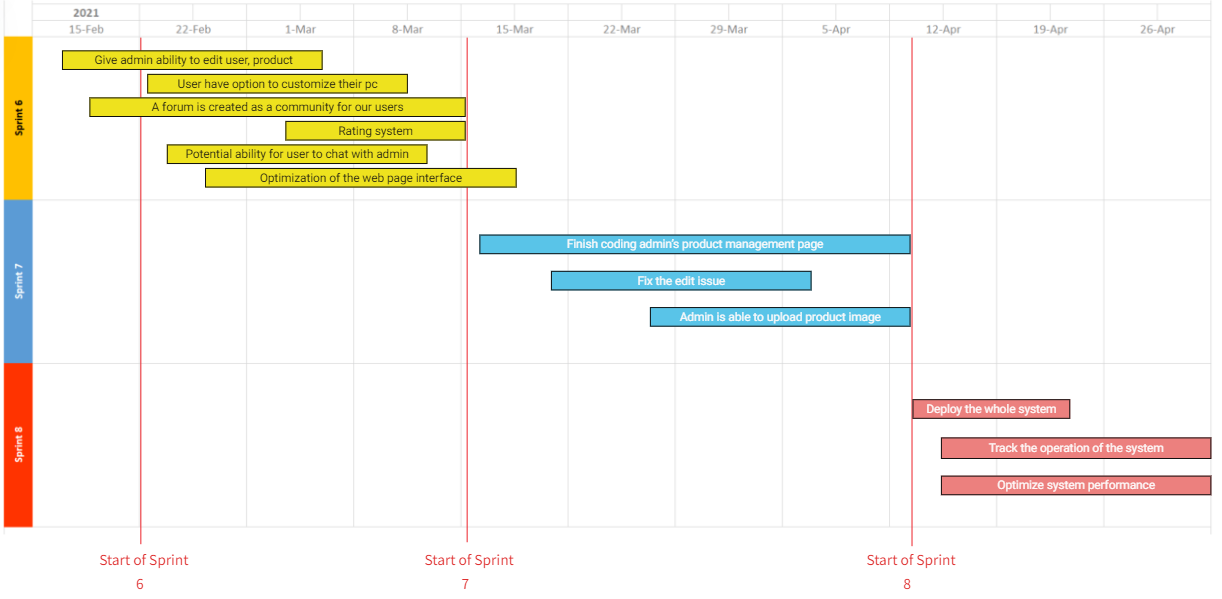 2021
15-Feb 22-Feb 1-Mar 8-Mar 15-Mar 22-Mar 29-Mar 5-Apr 12-Apr 19-Apr 26-Apr
Sprint 6
Give admin ability to edit user, product
User have option to customize their pc
A forum is created as a community for our users
Rating system
Potential ability for user to chat with admin
Optimization of the web page interface
Sprint 7
Finish coding admin's product management page
Fix the edit issue
Admin is able to upload product image
Sprint 8
Deploy the whole system
Track the operation of the system
Optimize system performance
Start of Sprint
6
Start of Sprint
7
Start of Sprint
8